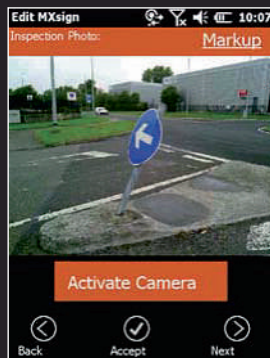 Edit MXsign 10:07
Inspection Photo: Markup
Activate Camera
Back Accept Next